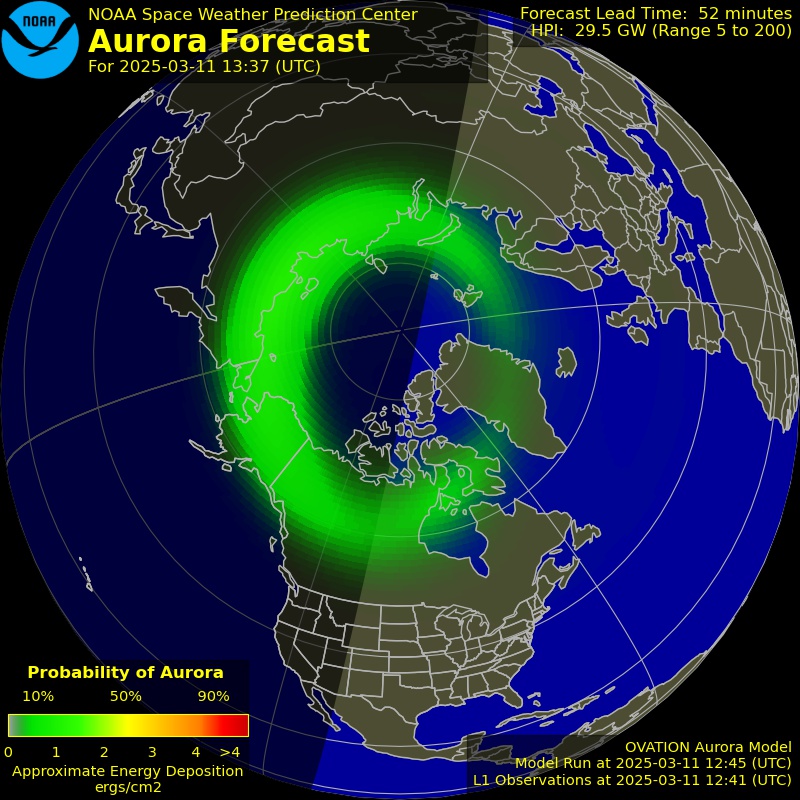 NOAA
NOAA Space Weather Prediction Center
Aurora Forecast
For 2025-03-11 13:37 (UTC)
Forecast Lead Time: 52 minutes
HPI: 29.5 GW (Range 5 to 200)
Probability of Aurora
10% 50% 90%
0 1 2 3 4 >4
Approximate Energy Deposition
ergs/cm2
OVATION Aurora Model
Model Run at 2025-03-11 12:45 (UTC)
L1 Observations at 2025-03-11 12:41 (UTC)